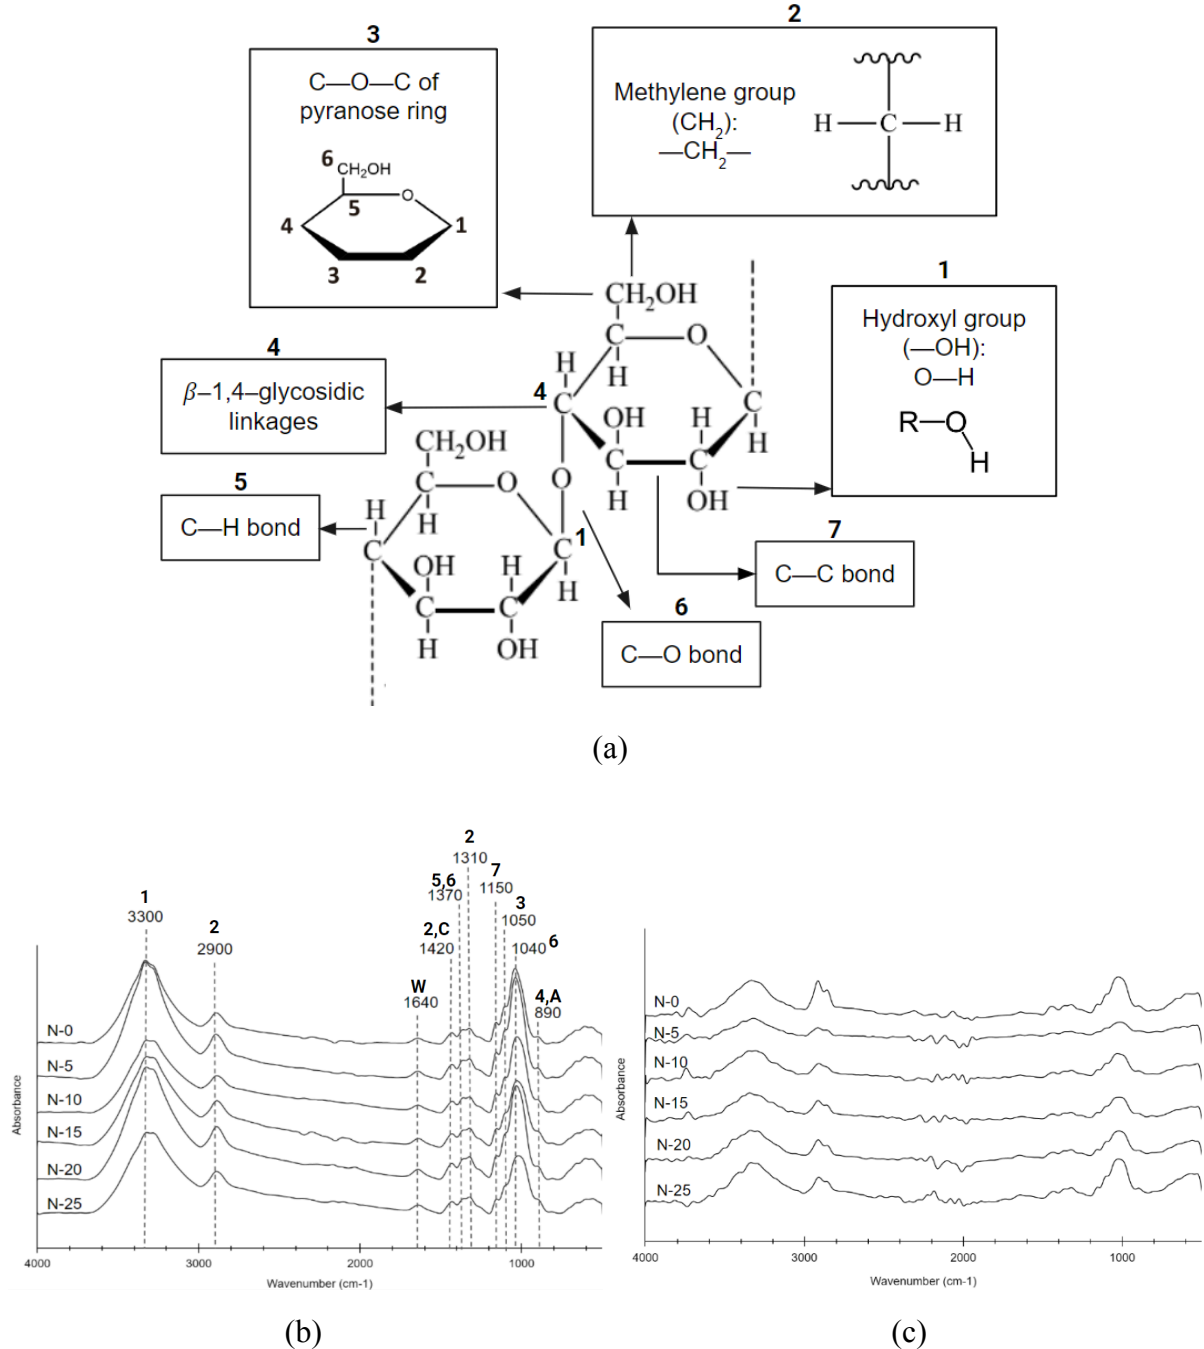 3
C—O—C of
pyranose ring
6
CH₂OH
O
5
4
1
3
2
2
Methylene group
(CH₂):
—CH₂—
H—C—H
1
Hydroxyl group
(—OH):
O—H
R—O
H
4
β–1,4–glycosidic
linkages
5
C—H bond
CH₂OH
C
O
H
H
4
C
OH
H
C
H
C
C
H
OH
CH₂OH
O
C
O
H
H
C
1
OH
H
C
H
C
C
H
OH
7
C—C bond
6
C—O bond
(a)
2
1310
7
5,6
1370
1150
1
3300
3
1050
2
2900
2,C
1420
1040 6
W
1640
4,A
890
N-0
N-5
N-10
N-15
N-20
N-25
Absorbance
4000
3000
2000
1000
Wavenumber (cm-1)
(b)
N-0
N-5
N-10
N-15
N-20
N-25
Absorbance
4000
3000
2000
1000
Wavenumber (cm-1)
(c)